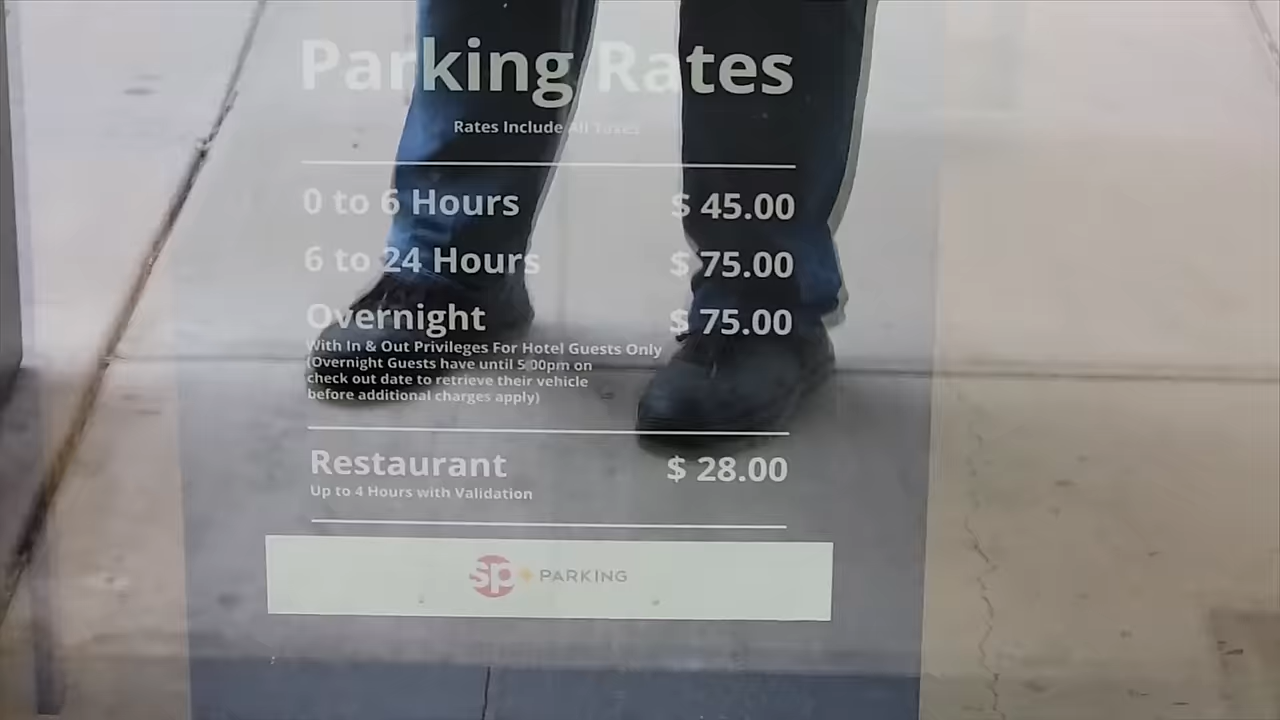 Parking Rates
Rates Include All Taxes
0 to 6 Hours $ 45.00
6 to 24 Hours $ 75.00
Overnight $ 75.00
With In & Out Privileges For Hotel Guests Only
(Overnight Guests have until 5:00pm on
check out date to retrieve their vehicle
before additional charges apply)
Restaurant $ 28.00
Up to 4 Hours with Validation
sp+ PARKING